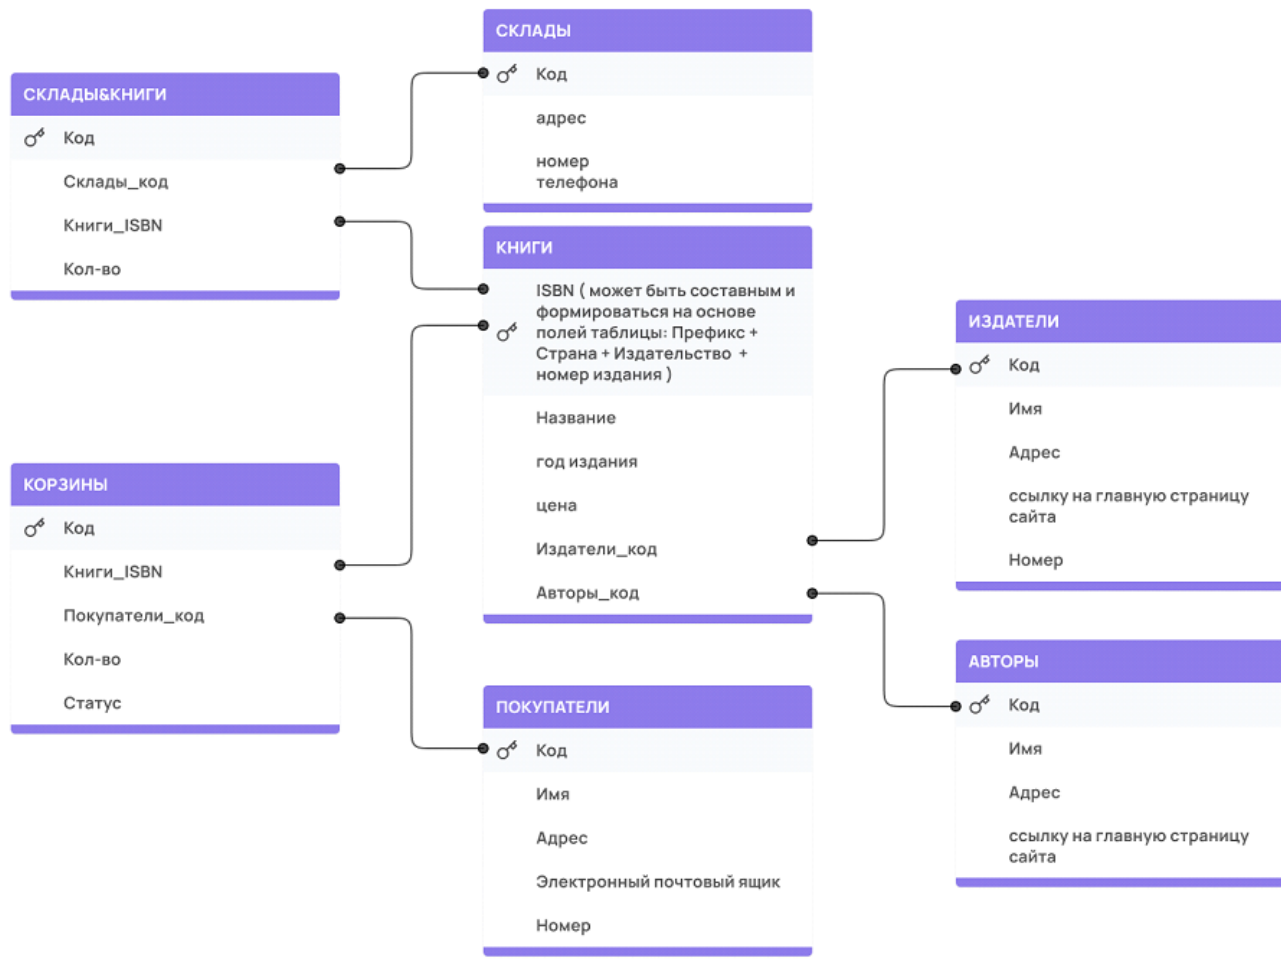 СКЛАДЫ&КНИГИ
Код
Склады_код
Книги_ISBN
Кол-во
КОРЗИНЫ
Код
Книги_ISBN
Покупатели_код
Кол-во
Статус
СКЛАДЫ
Код
адрес
номер
телефона
КНИГИ
ISBN ( может быть составным и
формироваться на основе
полей таблицы: Префикс +
Страна + Издательство +
номер издания )
Название
год издания
цена
Издатели_код
Авторы_код
ПОКУПАТЕЛИ
Код
Имя
Адрес
Электронный почтовый ящик
Номер
ИЗДАТЕЛИ
Код
Имя
Адрес
ссылку на главную страницу
сайта
Номер
АВТОРЫ
Код
Имя
Адрес
ссылку на главную страницу
сайта